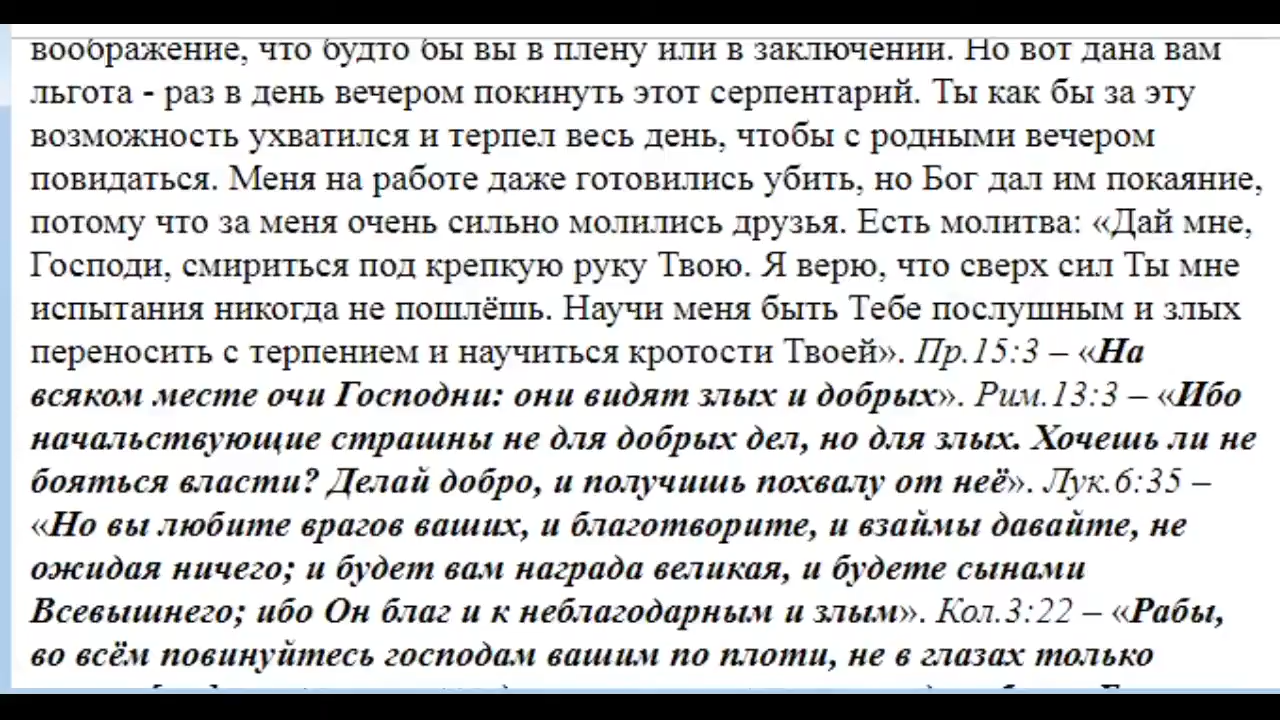 воображение, что будто бы вы в плену или в заключении. Но вот дана вам
льгота - раз в день вечером покинуть этот серпентарий. Ты как бы за эту
возможность ухватился и терпел весь день, чтобы с родными вечером
повидаться. Меня на работе даже готовились убить, но Бог дал им покаяние,
потому что за меня очень сильно молились друзья. Есть молитва: «Дай мне,
Господи, смириться под крепкую руку Твою. Я верю, что сверх сил Ты мне
испытания никогда не пошлёшь. Научи меня быть Тебе послушным и злых
переносить с терпением и научиться кротости Твоей». Пр.15:3 – «На
всяком месте очи Господни: они видят злых и добрых». Рим.13:3 – «Ибо
начальствующие страшны не для добрых дел, но для злых. Хочешь ли не
бояться власти? Делай добро, и получишь похвалу от неё». Лук.6:35 –
«Но вы любите врагов ваших, и благотворите, и взаймы давайте, не
ожидая ничего; и будет вам награда великая, и будете сынами
Всевышнего; ибо Он благ и к неблагодарным и злым». Кол.3:22 – «Рабы,
во всём повинуйтесь господам вашим по плоти, не в глазах только